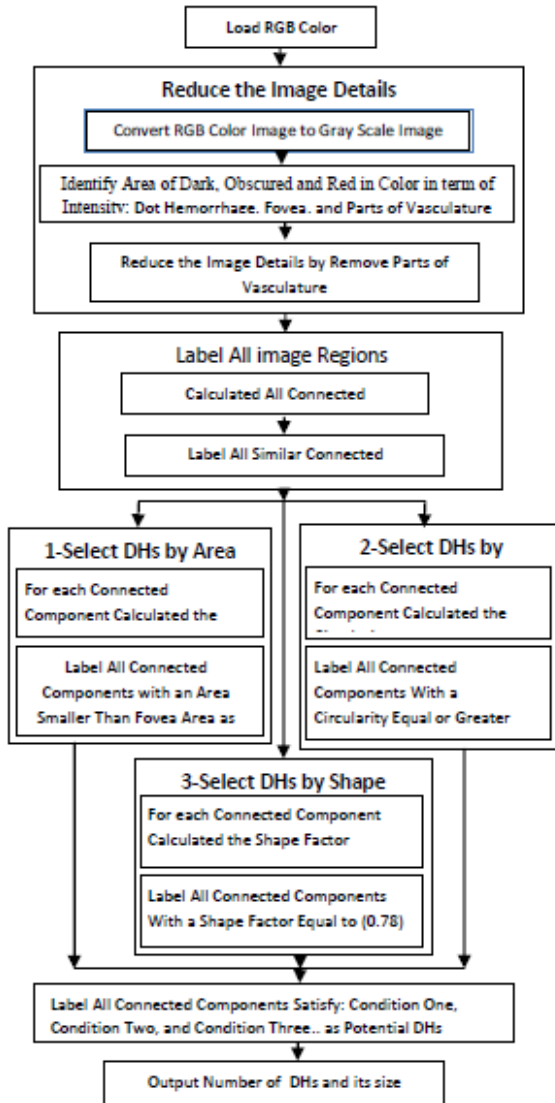 Load RGB Color
Reduce the Image Details
Convert RGB Color Image to Gray Scale Image
Identify Area of Dark, Obscured and Red in Color in term of
Intensity: Dot Hemorrhage. Fovea. and Parts of Vasculature
Reduce the Image Details by Remove Parts of
Vasculature
Label All image Regions
Calculated All Connected
Label All Similar Connected
1-Select DHs by Area
For each Connected
Component Calculated the
Label All Connected
Components with an Area
Smaller Than Fovea Area as
2-Select DHs by
For each Connected
Component Calculated the
Label All Connected
Components With a
Circularity Equal or Greater
3-Select DHs by Shape
For each Connected Component
Calculated the Shape Factor
Label All Connected Components
With a Shape Factor Equal to (0.78)
Label All Connected Components Satisfy: Condition One,
Condition Two, and Condition Three.. as Potential DHs
Output Number of DHs and its size